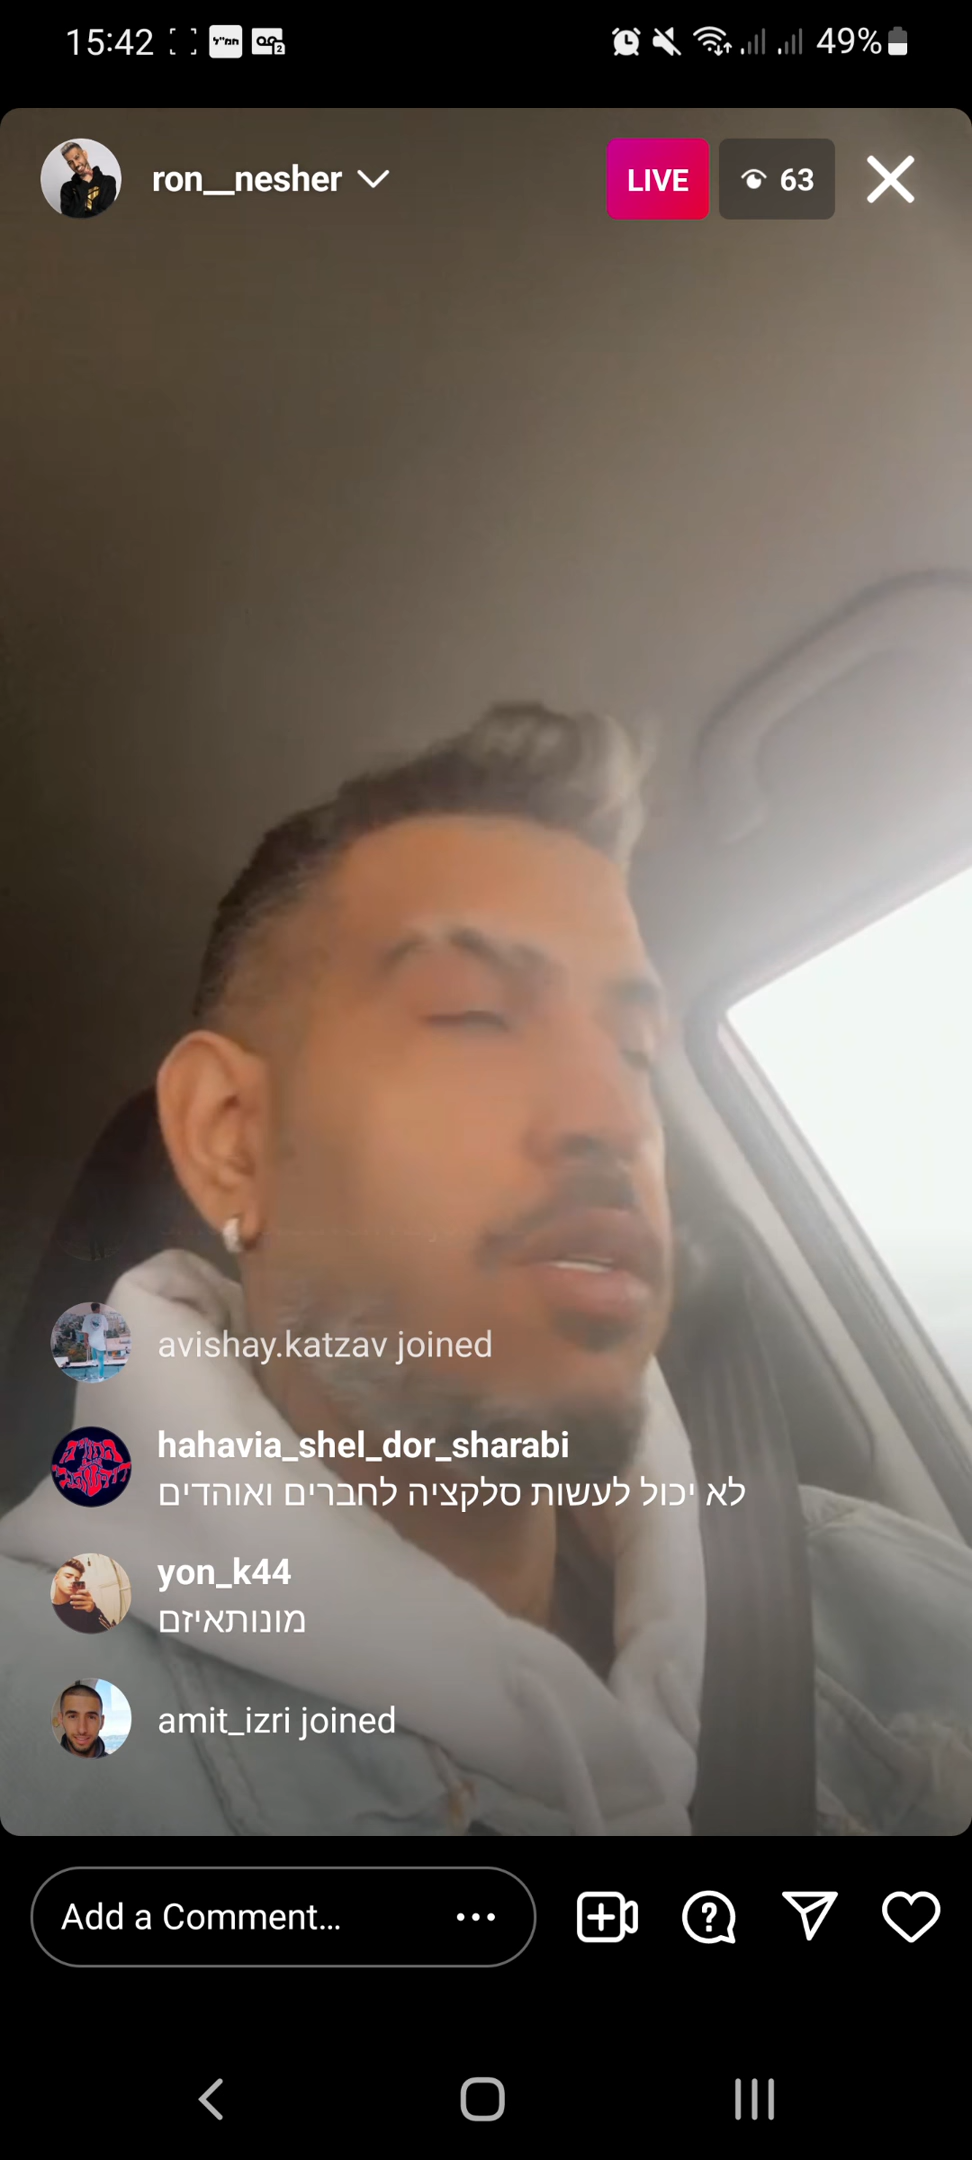 15:42
חמ"ל
49%
ron__nesher
LIVE
63
avishay.katzav joined
hahavia_shel_dor_sharabi
לא יכול לעשות סלקציה לחברים ואוהדים
yon_k44
מונותאיזם
amit_izri joined
Add a Comment...